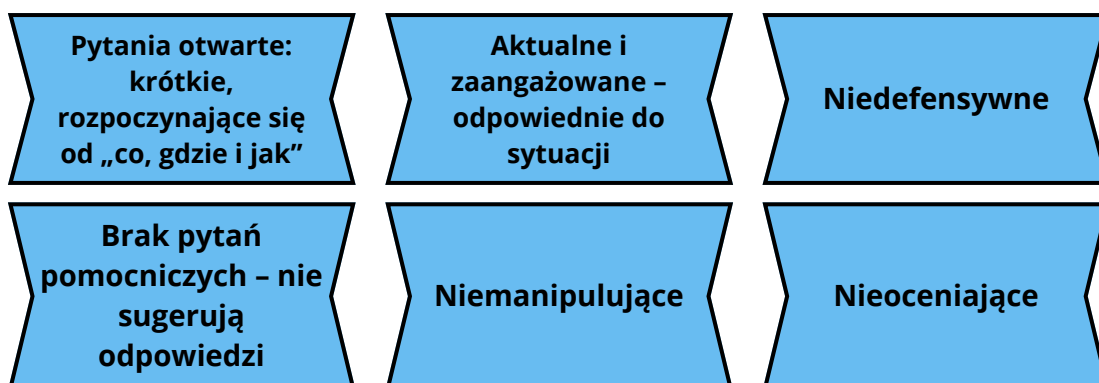 Pytania otwarte:
krótkie,
rozpoczynające się
od „co, gdzie i jak”
Aktualne i
zaangażowane –
odpowiednie do
sytuacji
Niedefensywne
Brak pytań
pomocniczych – nie
sugerują
odpowiedzi
Niemanipulujące
Nieoceniające